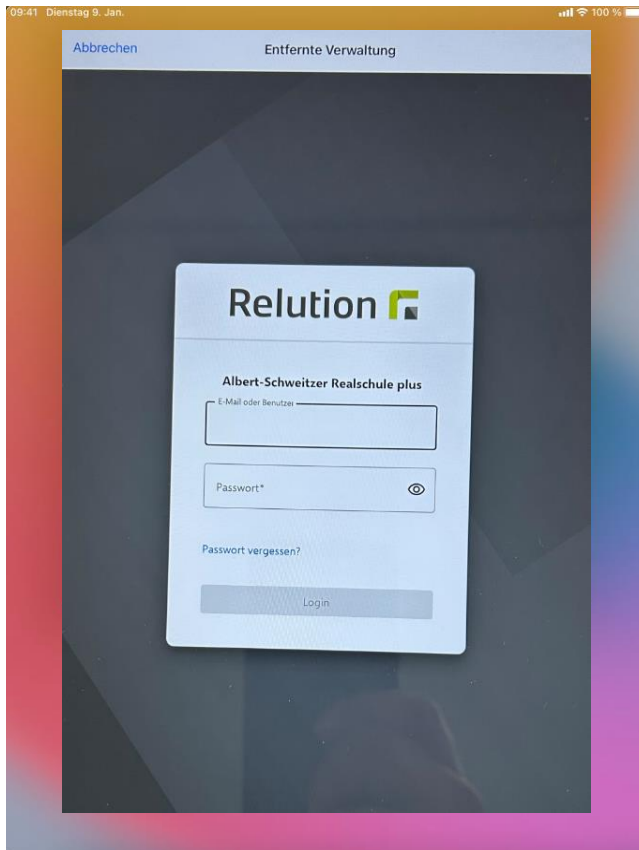 09:41 Dienstag 9. Jan.
100 %
Abbrechen
Entfernte Verwaltung
Relution
Albert-Schweitzer Realschule plus
E-Mail oder Benutzer
Passwort*
Passwort vergessen?
Login